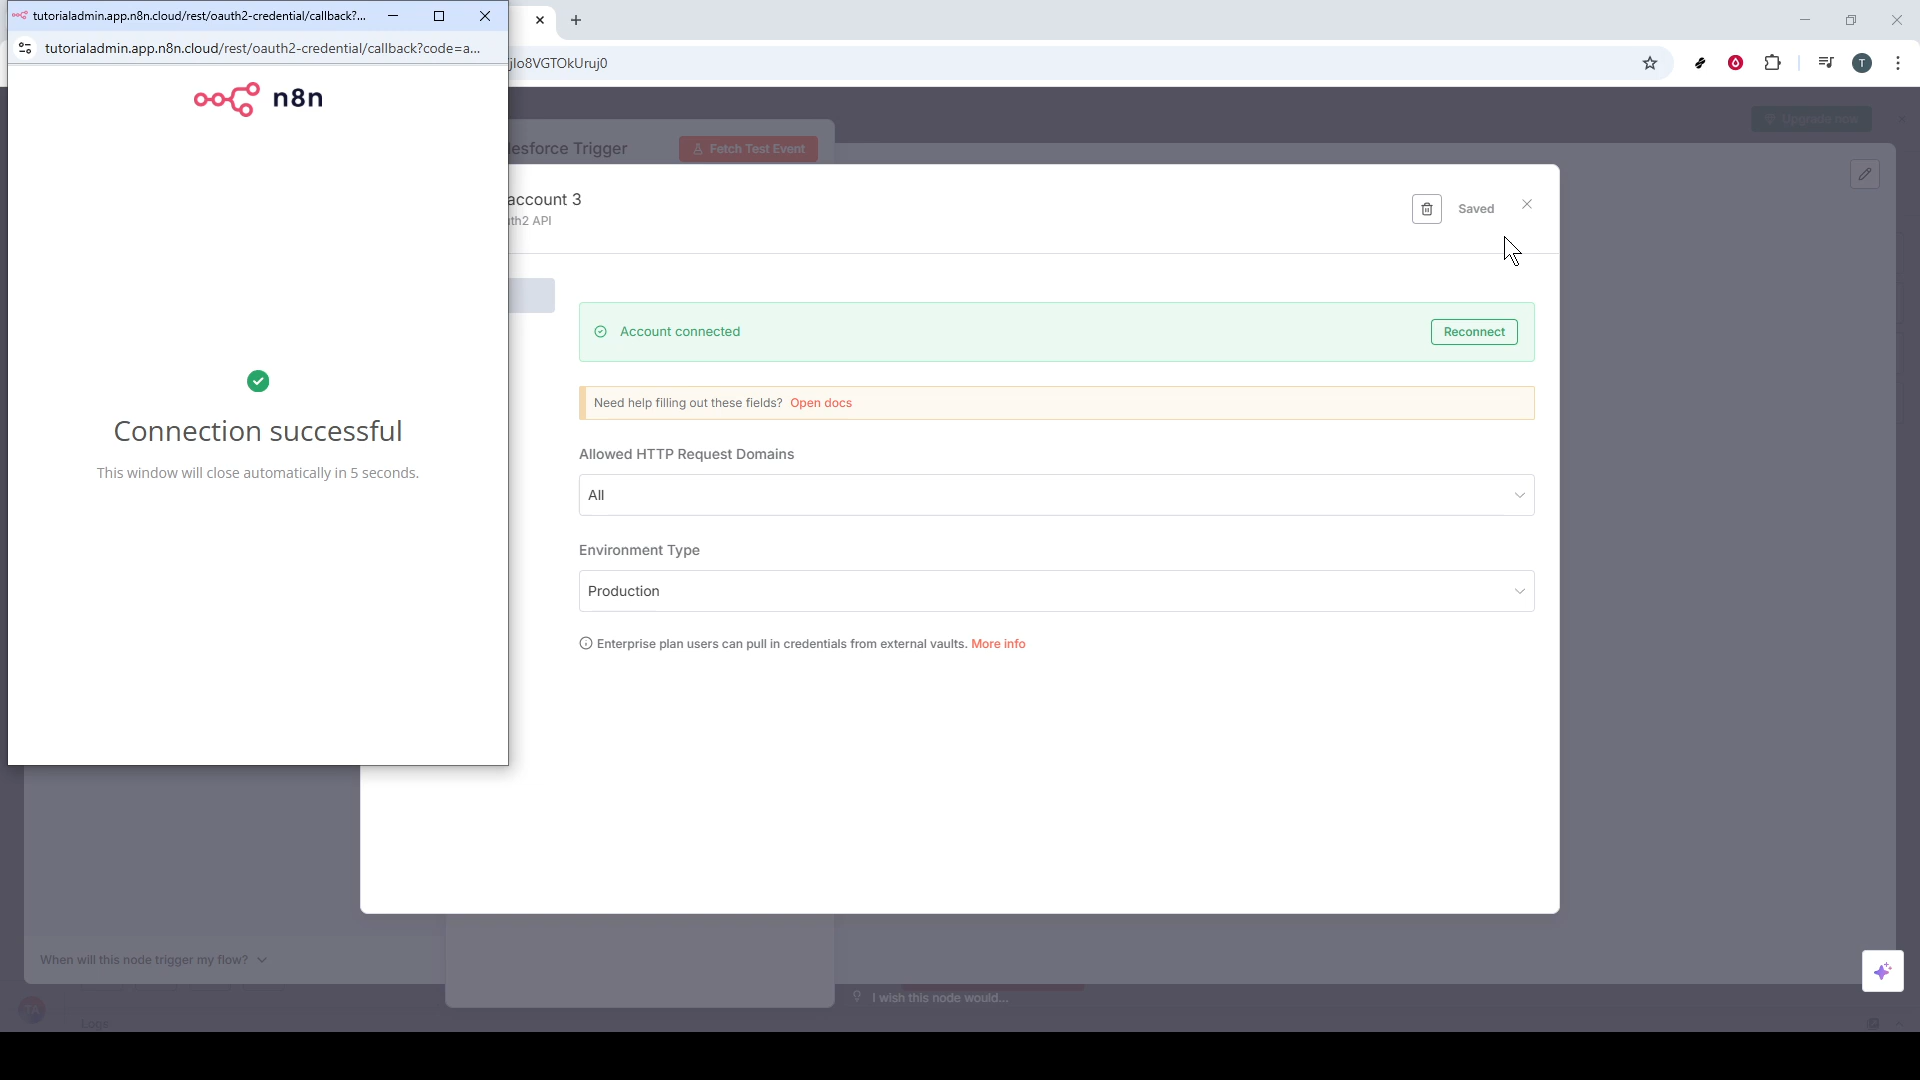 tutorialadmin.app.n8n.cloud/rest/oauth2-credential/callback?...
tutorialadmin.app.n8n.cloud/rest/oauth2-credential/callback?code=a...
jIo8VGTOkUruj0
T
n8n
Upgrade now
lesforce Trigger
Fetch Test Event
account 3
th2 API
Saved
Account connected
Reconnect
Need help filling out these fields? Open docs
Connection successful
This window will close automatically in 5 seconds.
Allowed HTTP Request Domains
All
Environment Type
Production
Enterprise plan users can pull in credentials from external vaults. More info
When will this node trigger my flow?
I wish this node would...
TA
Logs